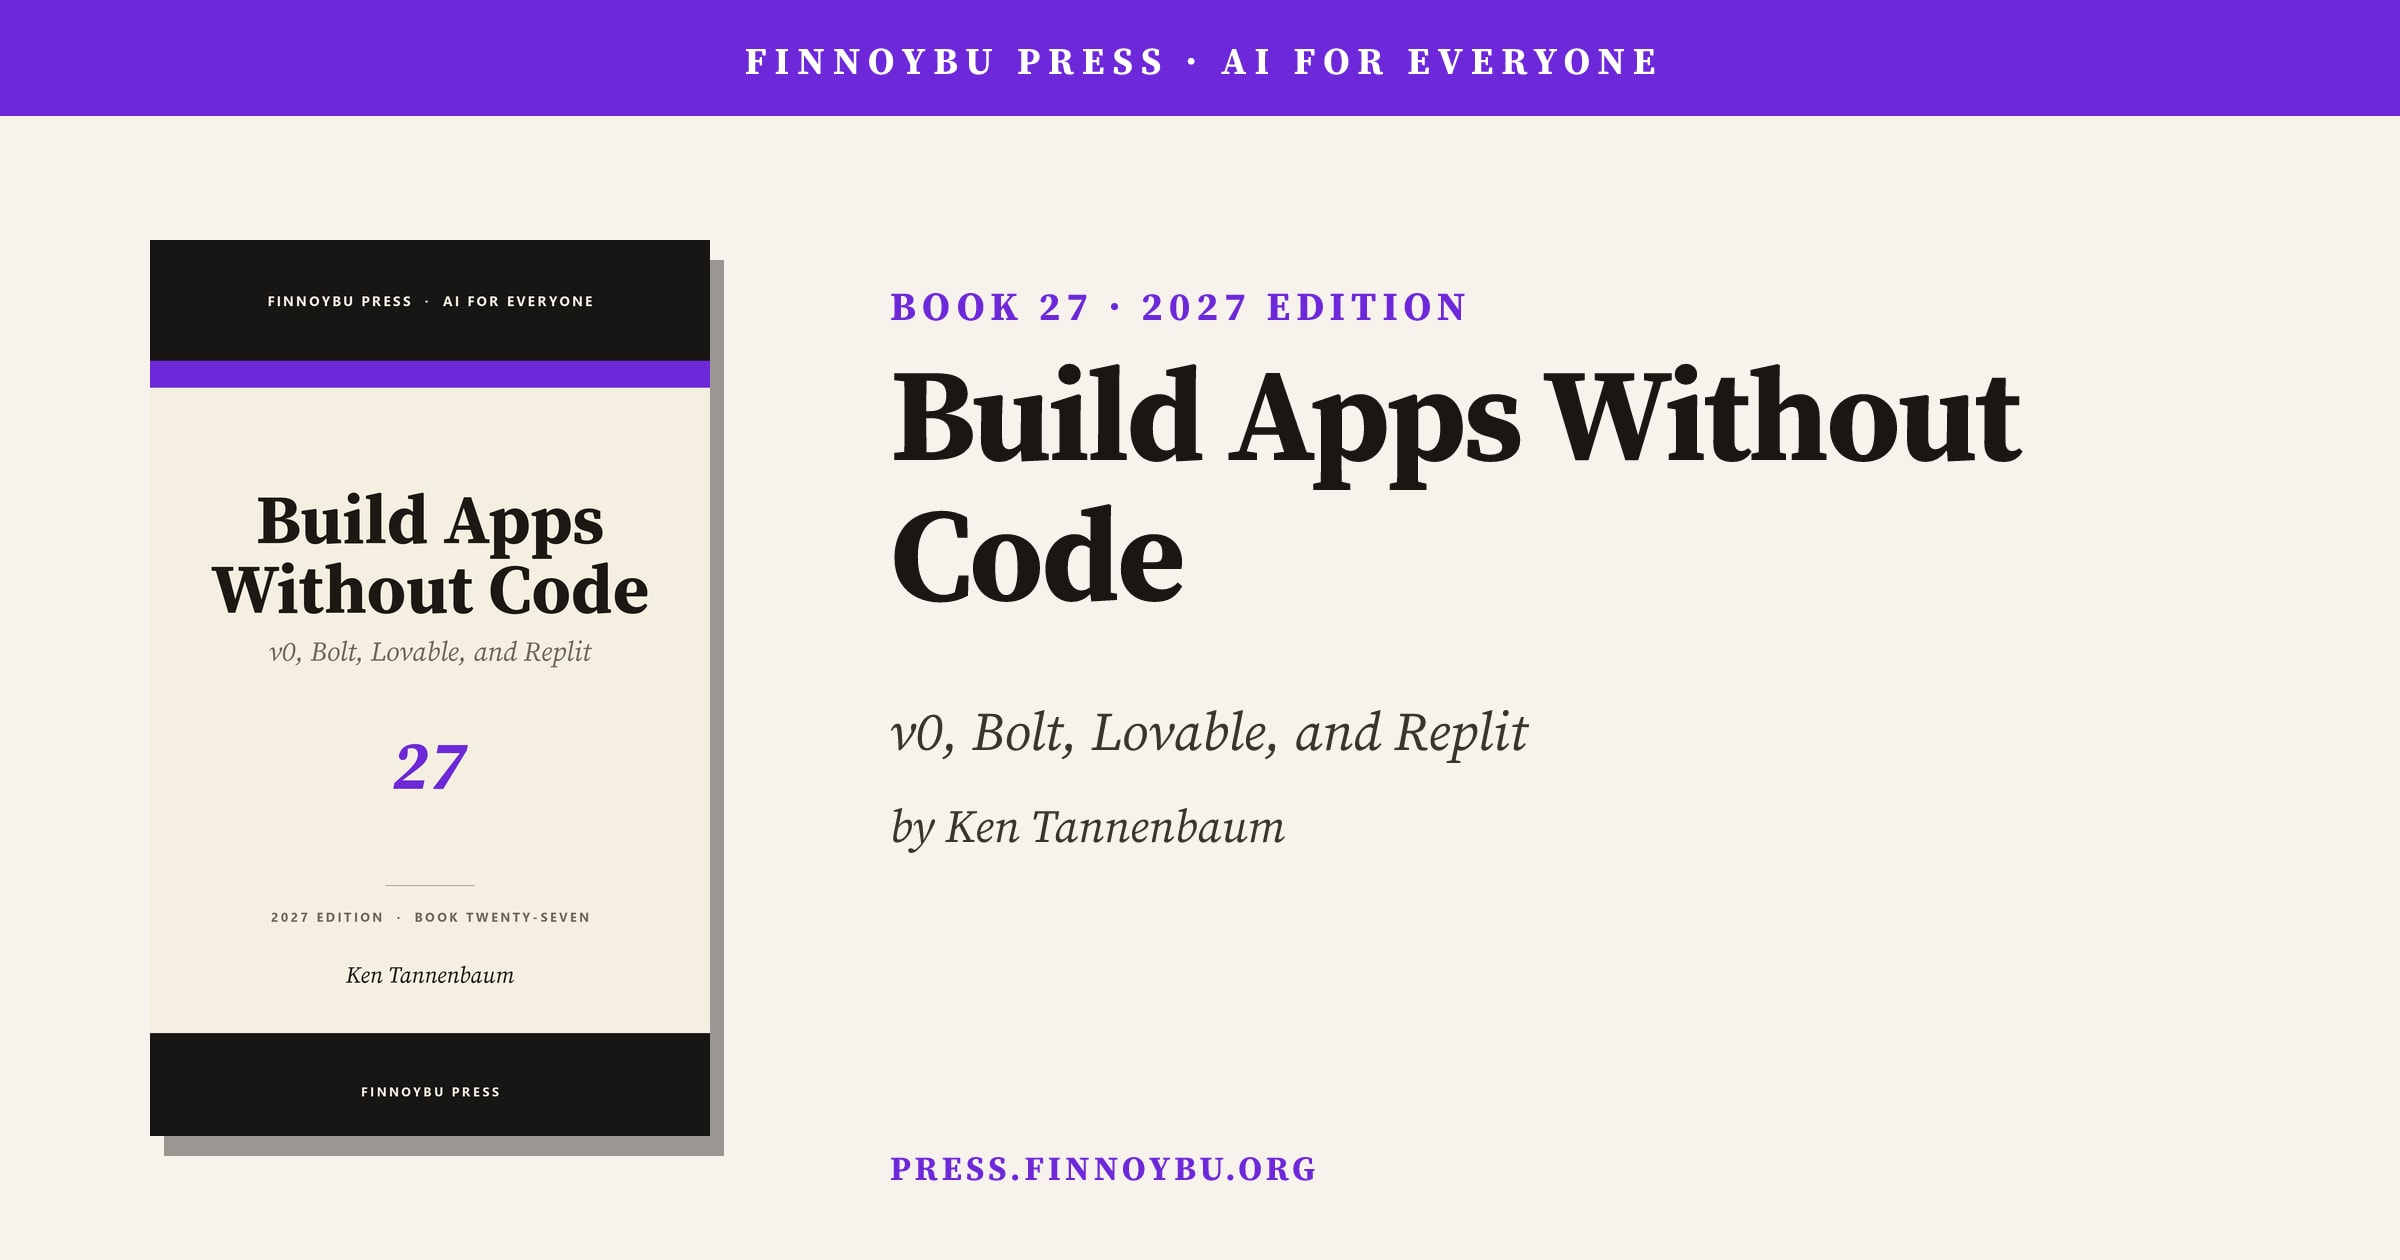 FINNOYBU PRESS · AI FOR EVERYONE
FINNOYBU PRESS · AI FOR EVERYONE
Build Apps
Without Code
v0, Bolt, Lovable, and Replit
27
2027 EDITION · BOOK TWENTY-SEVEN
Ken Tannenbaum
FINNOYBU PRESS
BOOK 27 · 2027 EDITION
Build Apps Without
Code
v0, Bolt, Lovable, and Replit
by Ken Tannenbaum
PRESS.FINNOYBU.ORG